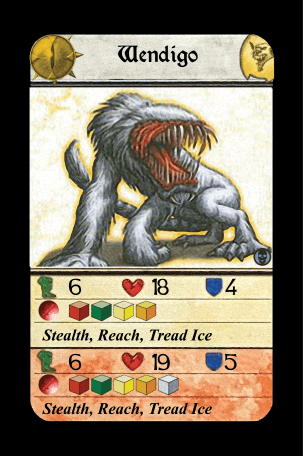 Wendigo
6 18 4
Stealth, Reach, Tread Ice
6 19 5
Stealth, Reach, Tread Ice